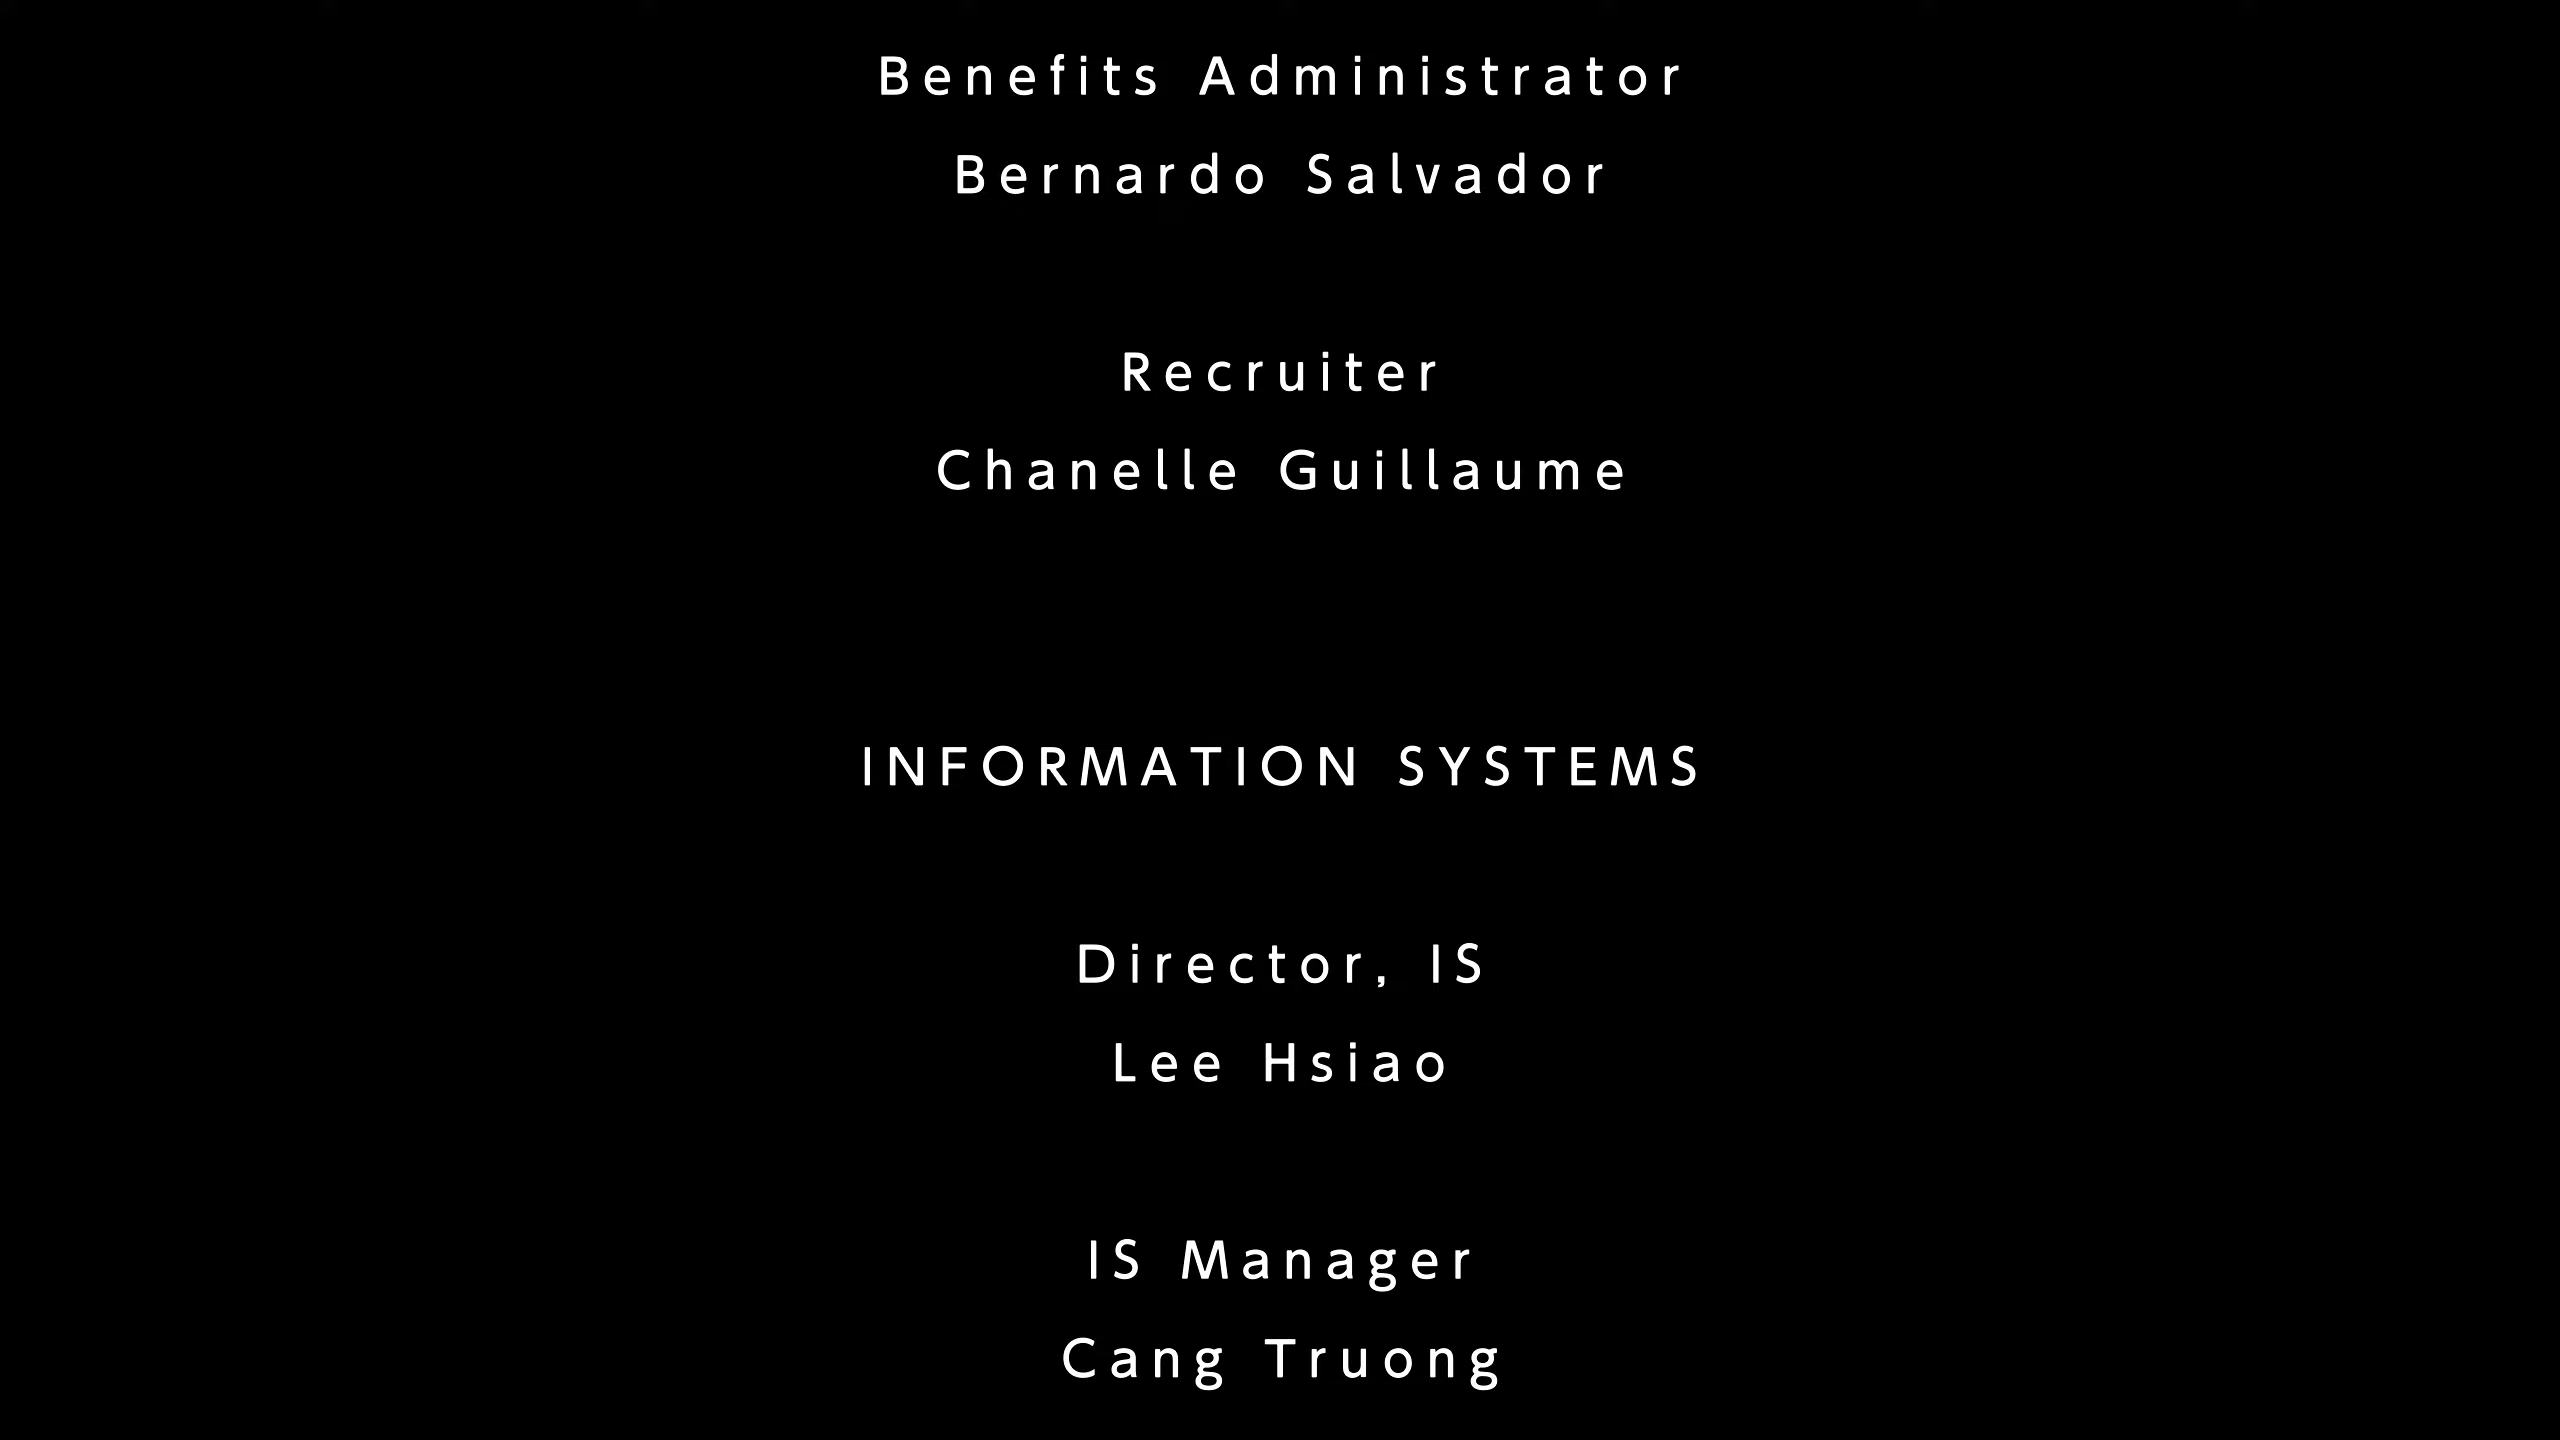 Benefits Administrator
Bernardo Salvador
Recruiter
Chanelle Guillaume
INFORMATION SYSTEMS
Director, IS
Lee Hsiao
IS Manager
Cang Truong